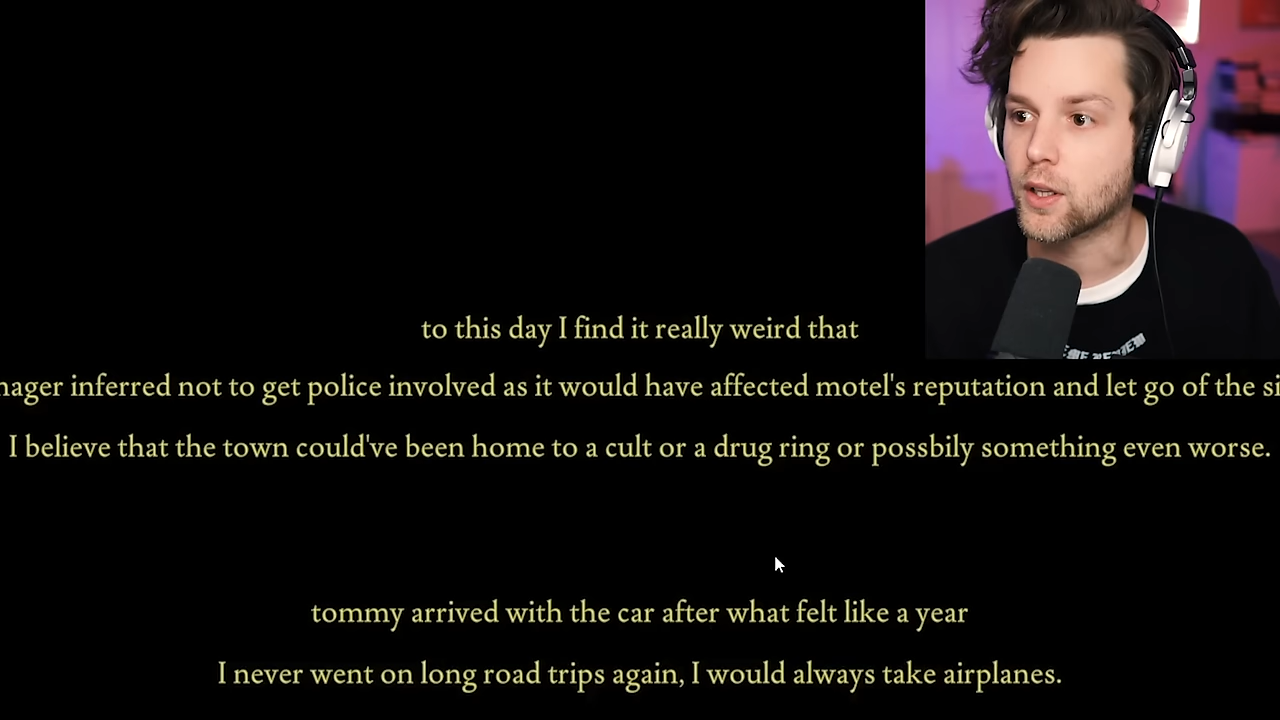 to this day I find it really weird that
nager inferred not to get police involved as it would have affected motel's reputation and let go of the si
I believe that the town could've been home to a cult or a drug ring or possbily something even worse.
tommy arrived with the car after what felt like a year
I never went on long road trips again, I would always take airplanes.